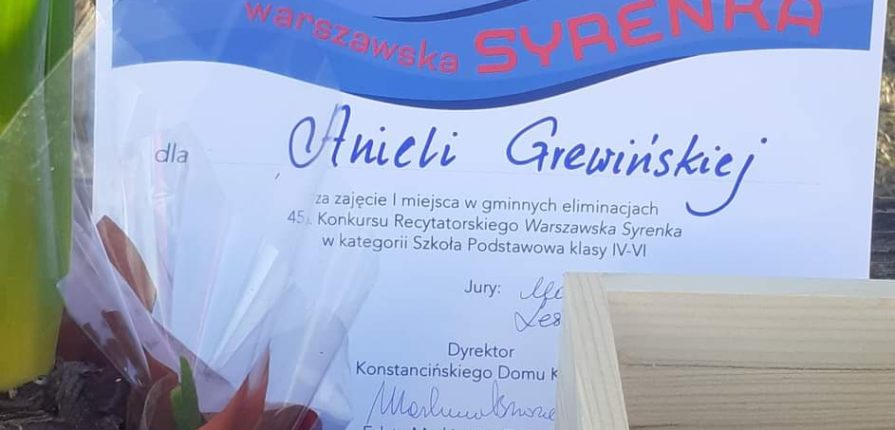 warszawska SYRENKA
dla Anieli Grewińskiej
za zajęcie I miejsca w gminnych eliminacjach
45. Konkursu Recytatorskiego Warszawska Syrenka
w kategorii Szkoła Podstawowa klasy IV-VI
Jury:
Dyrektor
Konstancińskiego Domu K